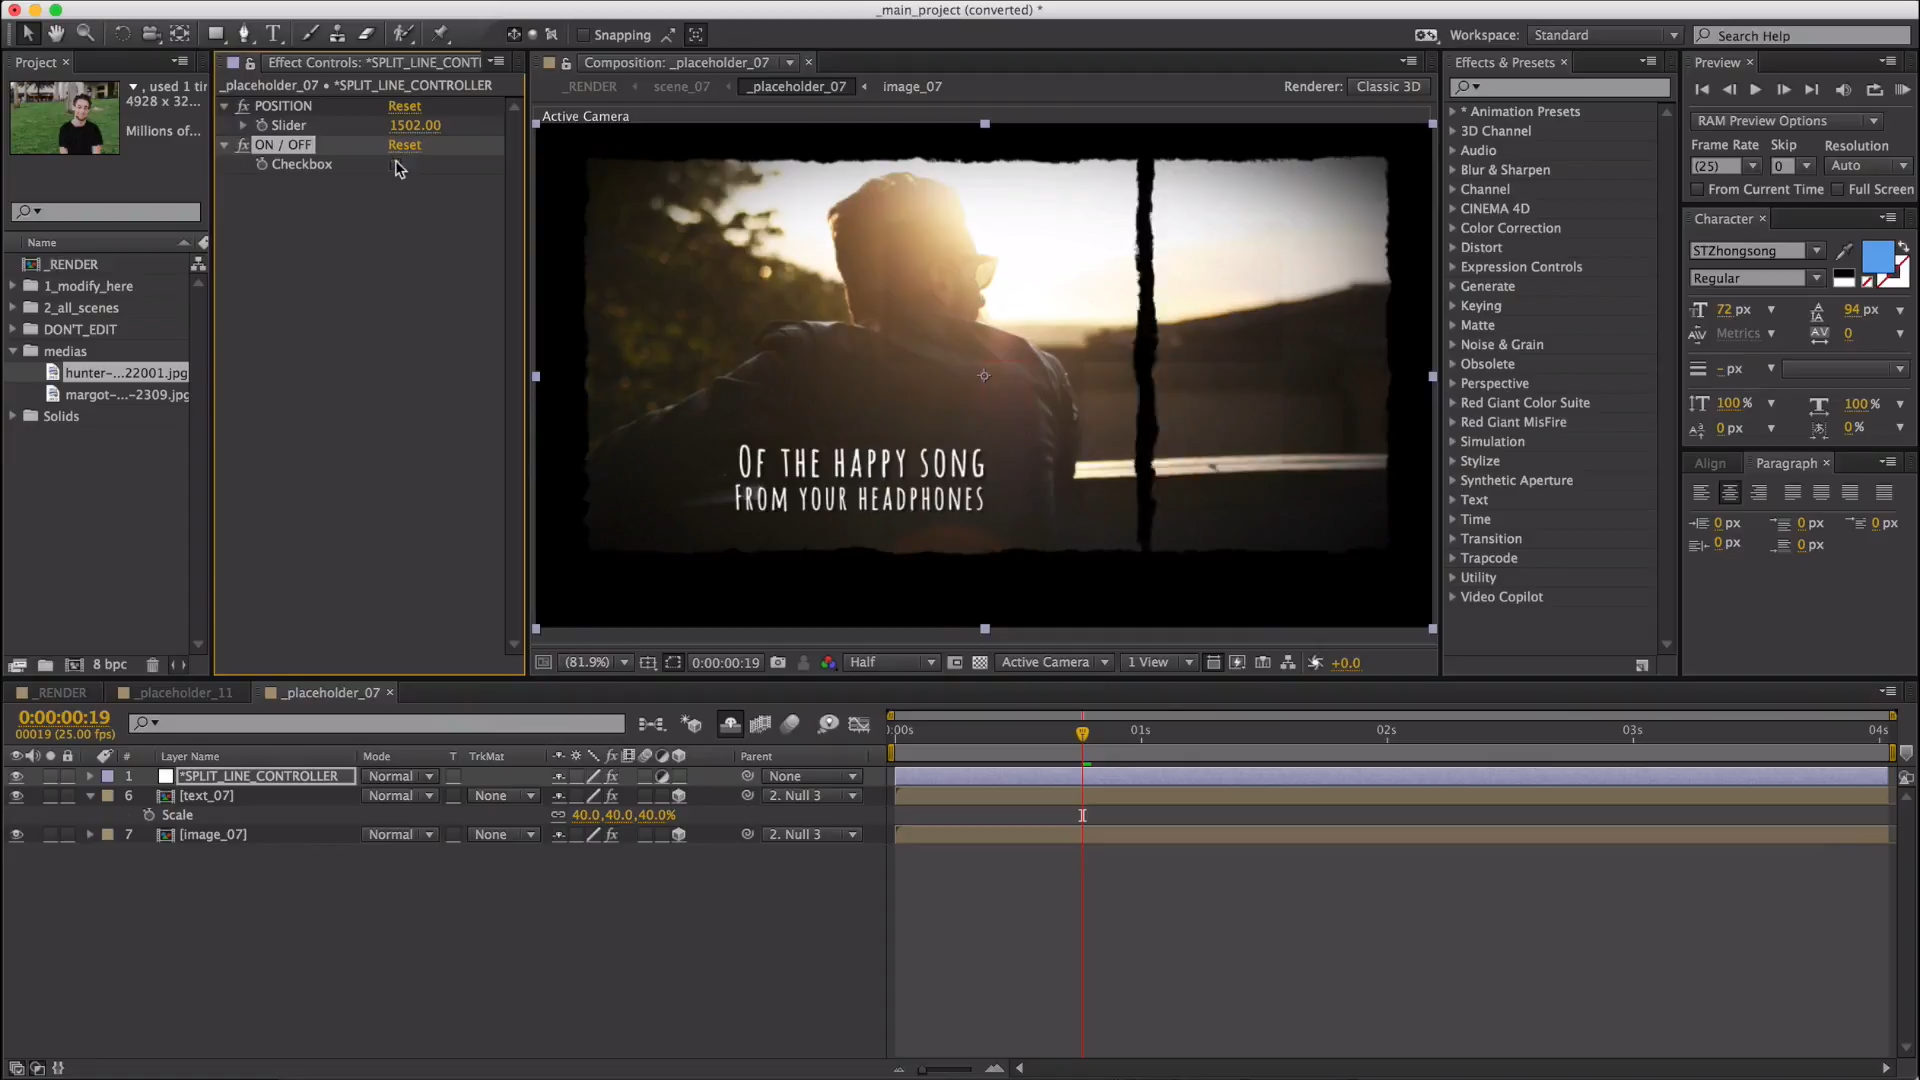 _main_project (converted) *
Snapping
Workspace: Standard
Search Help
Project ×
, used 1 tir
4928 x 32...
Millions of...
Name
_RENDER
1_modify_here
2_all_scenes
DON'T_EDIT
medias
hunter-...22001.jpg
margot-...-2309.jpg
Solids
8 bpc
Effect Controls: *SPLIT_LINE_CONTI
_placeholder_07 • *SPLIT_LINE_CONTROLLER
fx POSITION Reset
Slider 1502.00
fx ON / OFF Reset
Checkbox
Composition: _placeholder_07 ×
_RENDER scene_07 _placeholder_07 image_07
Renderer: Classic 3D
Active Camera
OF THE HAPPY SONG
FROM YOUR HEADPHONES
(81.9%) 0:00:00:19 Half Active Camera 1 View +0.0
Effects & Presets ×
* Animation Presets
3D Channel
Audio
Blur & Sharpen
Channel
CINEMA 4D
Color Correction
Distort
Expression Controls
Generate
Keying
Matte
Noise & Grain
Obsolete
Perspective
Red Giant Color Suite
Red Giant MisFire
Simulation
Stylize
Synthetic Aperture
Text
Time
Transition
Trapcode
Utility
Video Copilot
Preview ×
RAM Preview Options
Frame Rate Skip Resolution
(25) 0 Auto
From Current Time Full Screen
Character ×
STZhongsong
Regular
72 px 94 px
Metrics 0
- px
100 % 100 %
0 px 0 %
Align Paragraph ×
0 px 0 px 0 px
0 px 0 px
_RENDER _placeholder_11 _placeholder_07 ×
0:00:00:19
00019 (25.00 fps)
:00s 01s 02s 03s 04s
# Layer Name Mode T TrkMat fx Parent
1 *SPLIT_LINE_CONTROLLER Normal fx None
6 [text_07] Normal None fx 2. Null 3
Scale 40.0,40.0,40.0%
7 [image_07] Normal None fx 2. Null 3